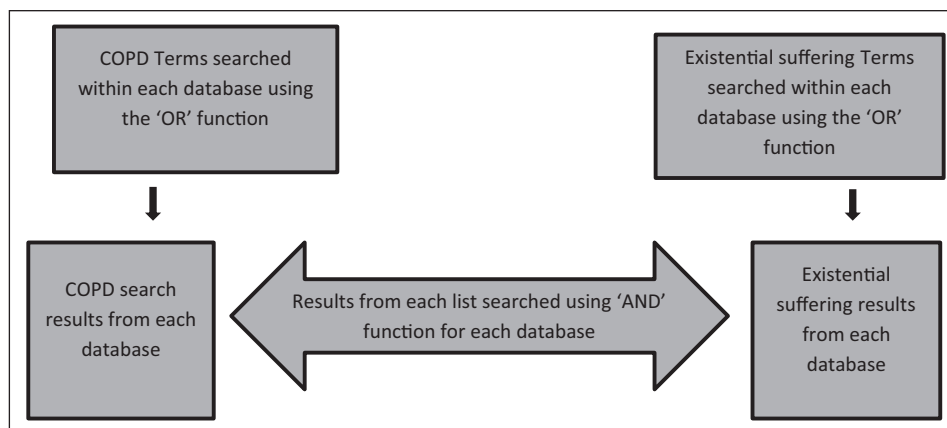 COPD Terms searched
within each database using
the ‘OR’ function
Existential suffering Terms
searched within each
database using the ‘OR’
function
COPD search
results from each
database
Results from each list searched using ‘AND’
function for each database
Existential
suffering results
from each
database